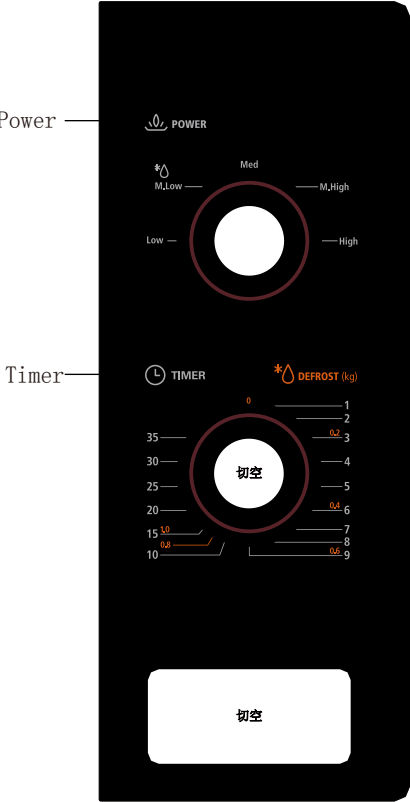 Power
POWER
Med
M.Low
M.High
Low
High
Timer
TIMER
DEFROST (kg)
0
1
2
35
0.2
3
30
4
25
5
20
0.4
6
15
1.0
7
0.8
8
10
0.6
9
切空
切空